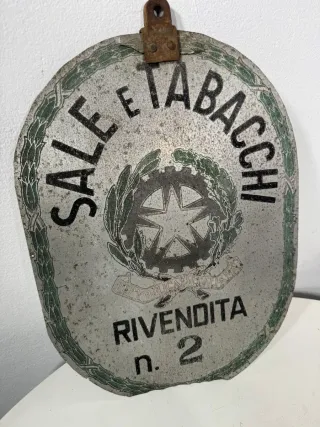 SALE E TABACCHI
RIVENDITA
n. 2